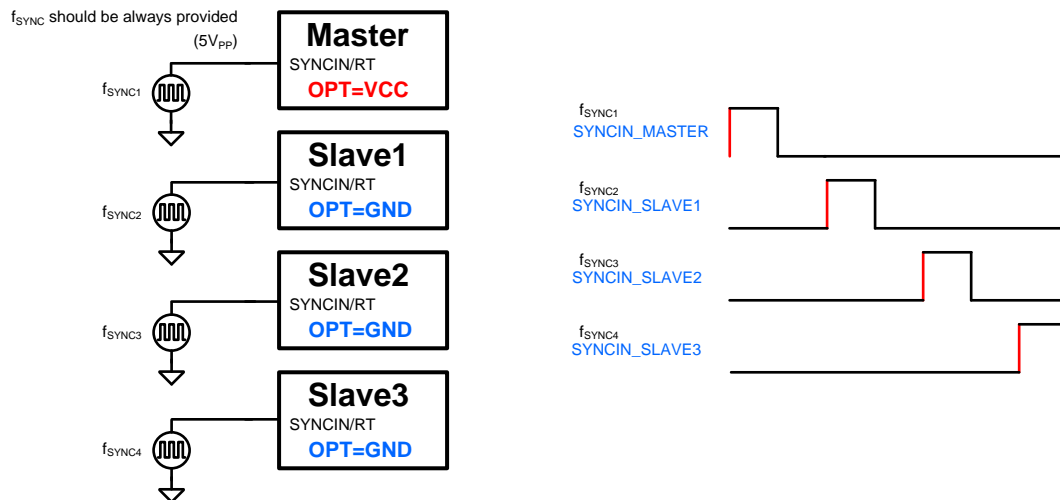 fSYNC should be always provided
(5VPP)
Master
SYNCIN/RT
OPT=VCC
fSYNC1
Slave1
SYNCIN/RT
OPT=GND
fSYNC2
Slave2
SYNCIN/RT
OPT=GND
fSYNC3
Slave3
SYNCIN/RT
OPT=GND
fSYNC4
fSYNC1
SYNCIN_MASTER
fSYNC2
SYNCIN_SLAVE1
fSYNC3
SYNCIN_SLAVE2
fSYNC4
SYNCIN_SLAVE3